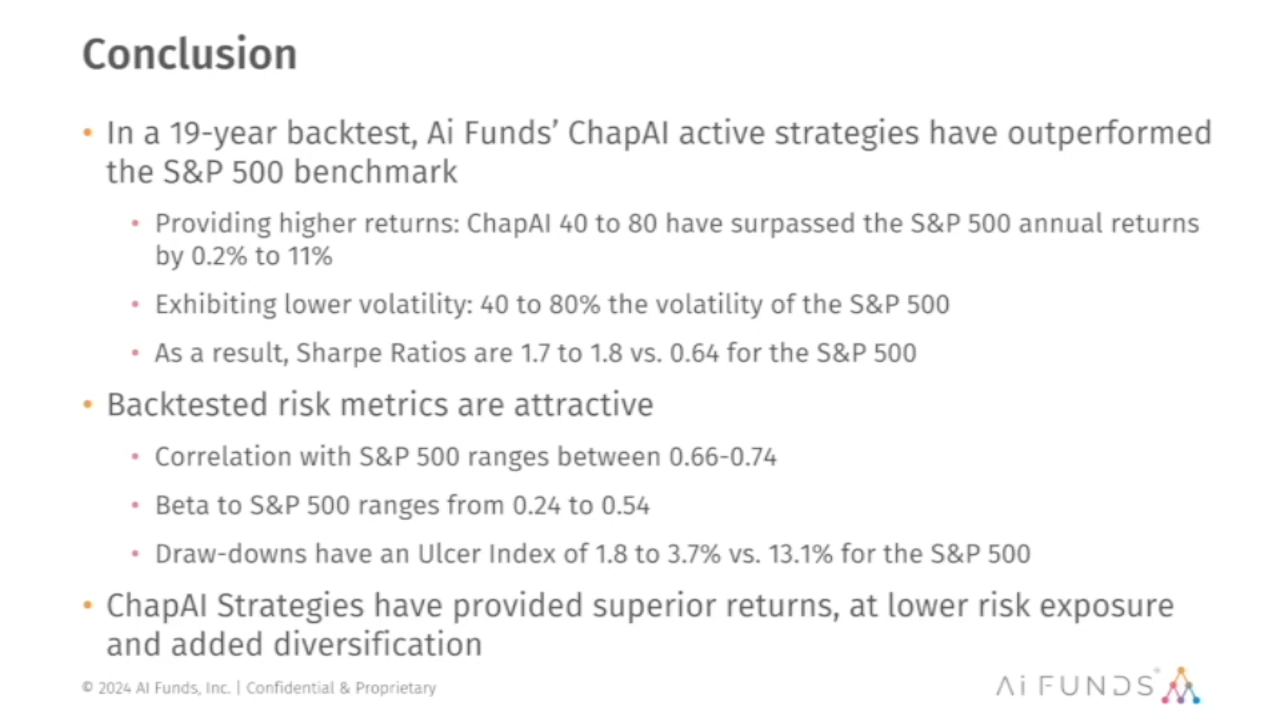 Conclusion
• In a 19-year backtest, Ai Funds’ ChapAI active strategies have outperformed
the S&P 500 benchmark
• Providing higher returns: ChapAI 40 to 80 have surpassed the S&P 500 annual returns
by 0.2% to 11%
• Exhibiting lower volatility: 40 to 80% the volatility of the S&P 500
• As a result, Sharpe Ratios are 1.7 to 1.8 vs. 0.64 for the S&P 500
• Backtested risk metrics are attractive
• Correlation with S&P 500 ranges between 0.66-0.74
• Beta to S&P 500 ranges from 0.24 to 0.54
• Draw-downs have an Ulcer Index of 1.8 to 3.7% vs. 13.1% for the S&P 500
• ChapAI Strategies have provided superior returns, at lower risk exposure
and added diversification
© 2024 AI Funds, Inc. | Confidential & Proprietary
Ai FUNDS®